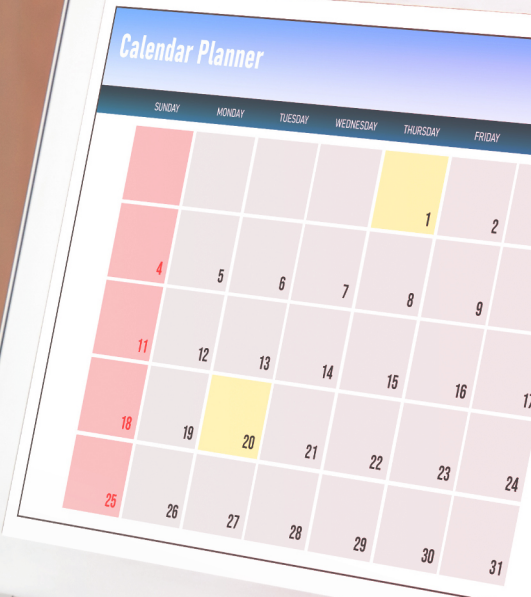 Calendar Planner
SUNDAY MONDAY TUESDAY WEDNESDAY THURSDAY FRIDAY
1 2
4 5 6 7 8 9
11 12 13 14 15 16 17
18 19 20 21 22 23 24
25 26 27 28 29 30 31